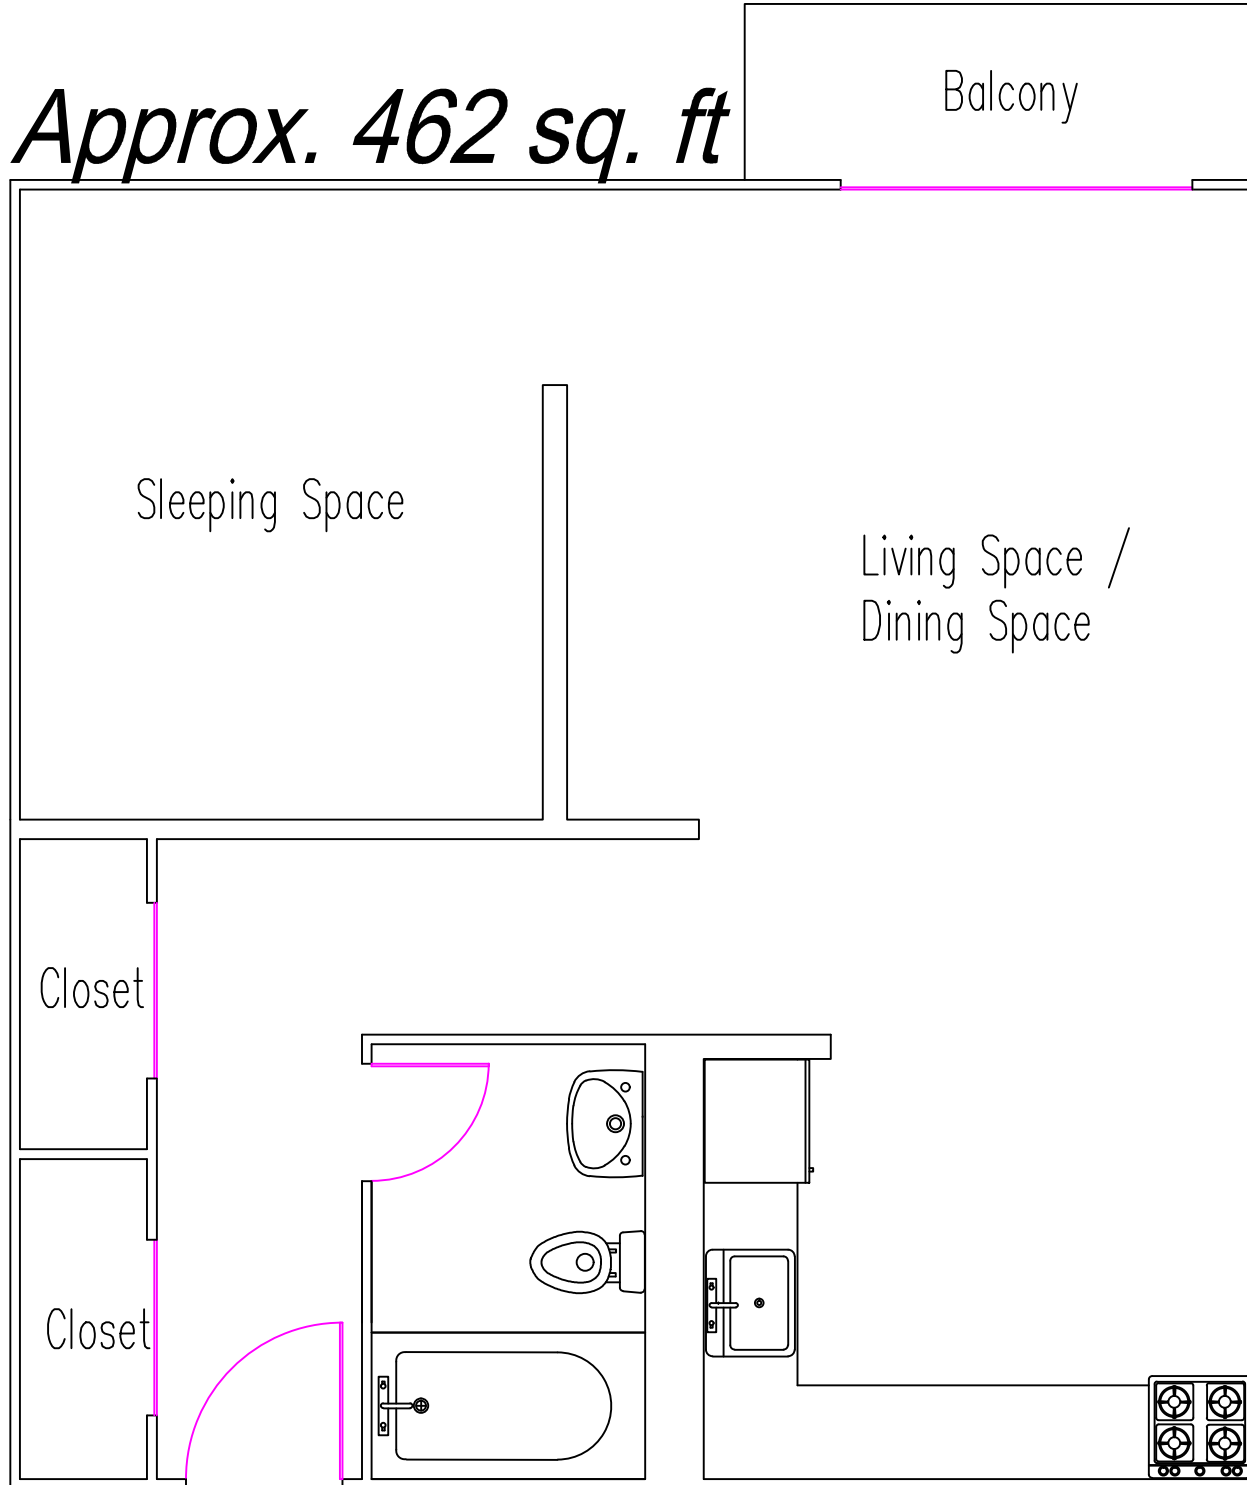 Balcony
Approx. 462 sq. ft
Sleeping Space
Living Space /
Dining Space
Closet
Closet